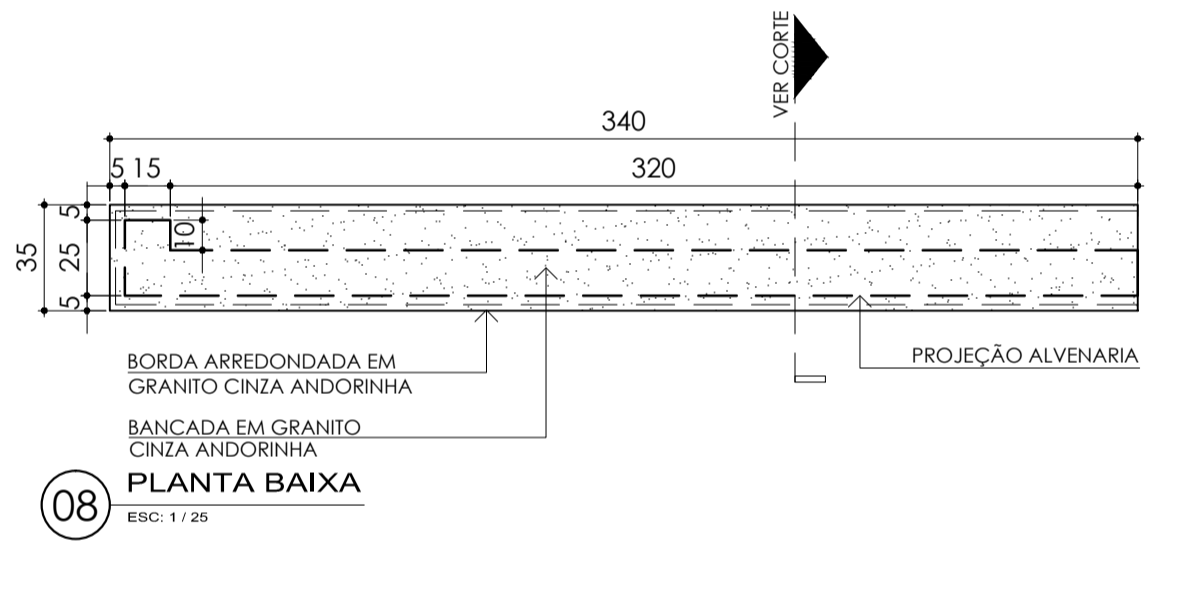 VER CORTE
340
5 15
320
5
10
35
25
5
BORDA ARREDONDADA EM
GRANITO CINZA ANDORINHA
PROJEÇÃO ALVENARIA
BANCADA EM GRANITO
CINZA ANDORINHA
08
PLANTA BAIXA
ESC: 1 / 25